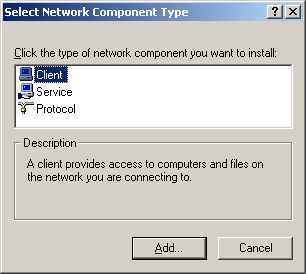 Select Network Component Type
Click the type of network component you want to install:
Client
Service
Protocol
Description
A client provides access to computers and files on
the network you are connecting to.
Add...
Cancel